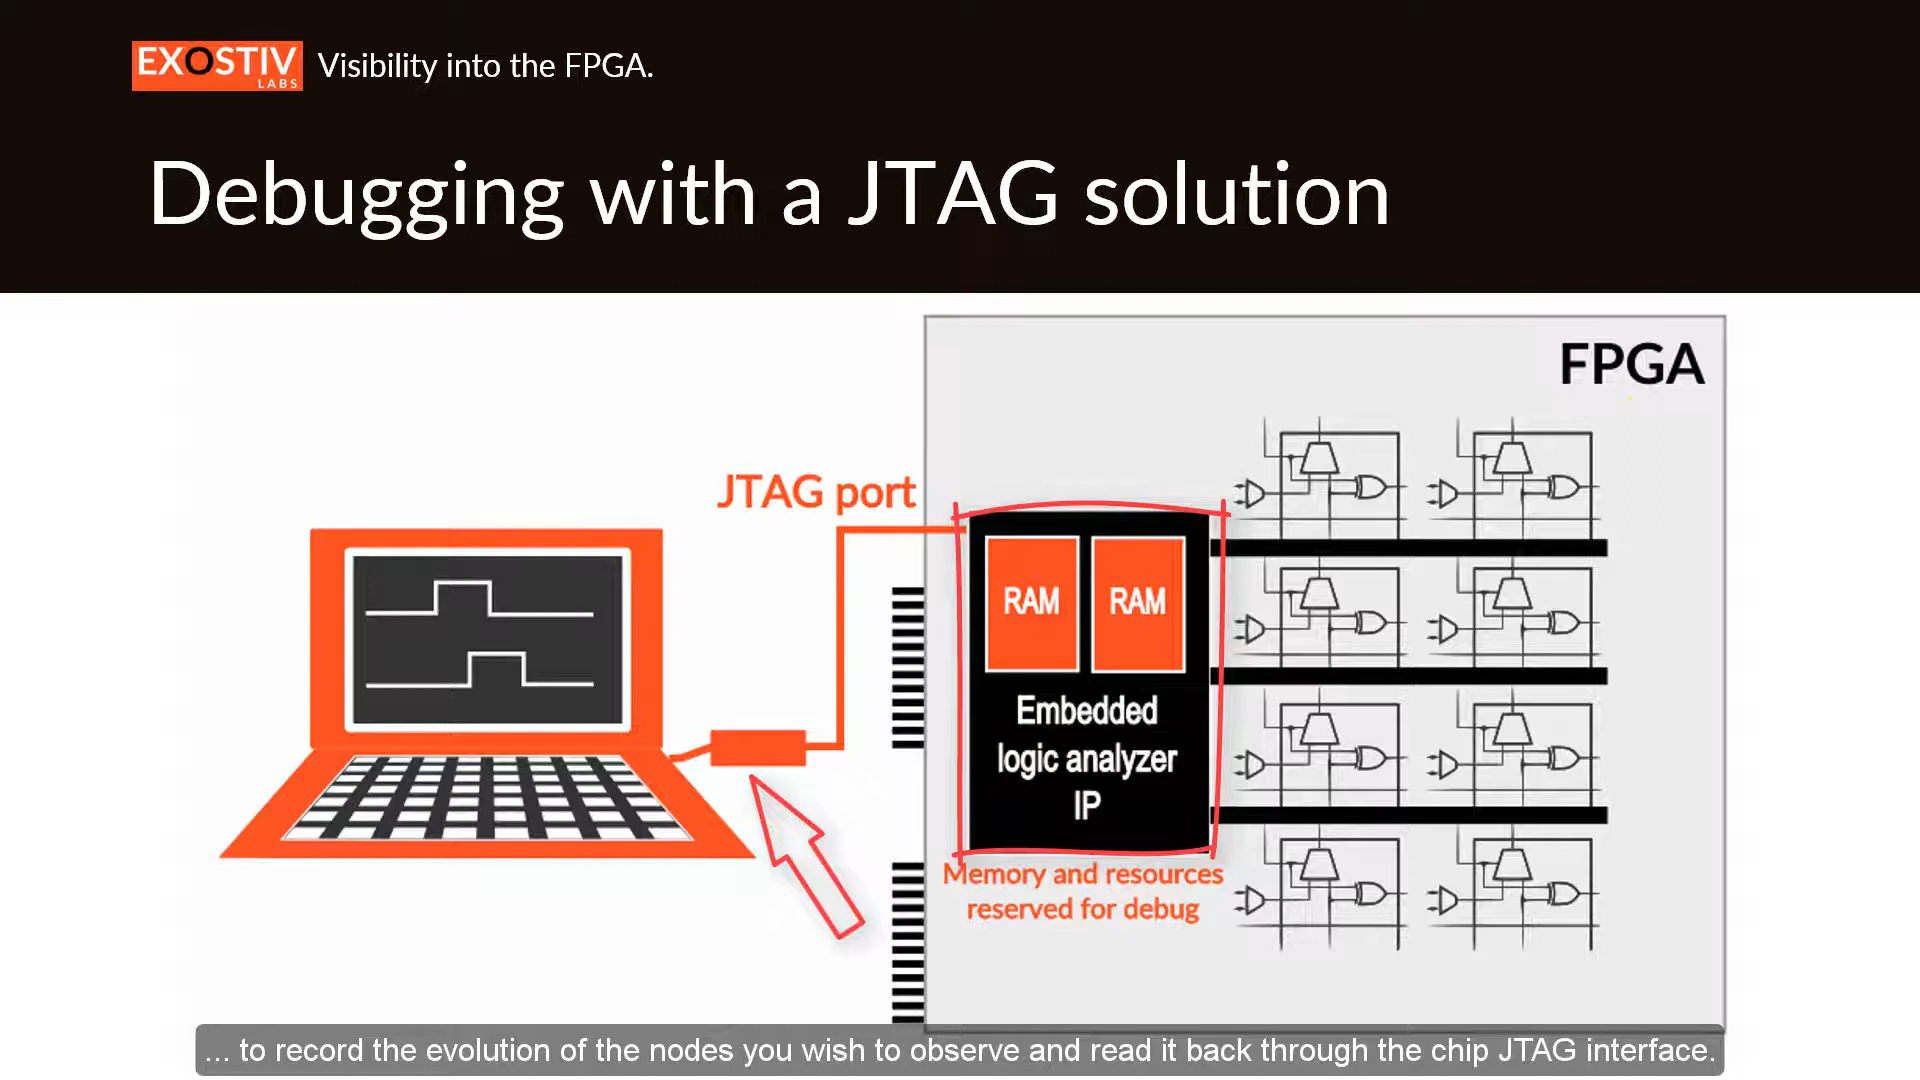 EXOSTIV
LABS
Visibility into the FPGA.
Debugging with a JTAG solution
FPGA
JTAG port
RAM RAM
Embedded
logic analyzer
IP
Memory and resources
reserved for debug
... to record the evolution of the nodes you wish to observe and read it back through the chip JTAG interface.